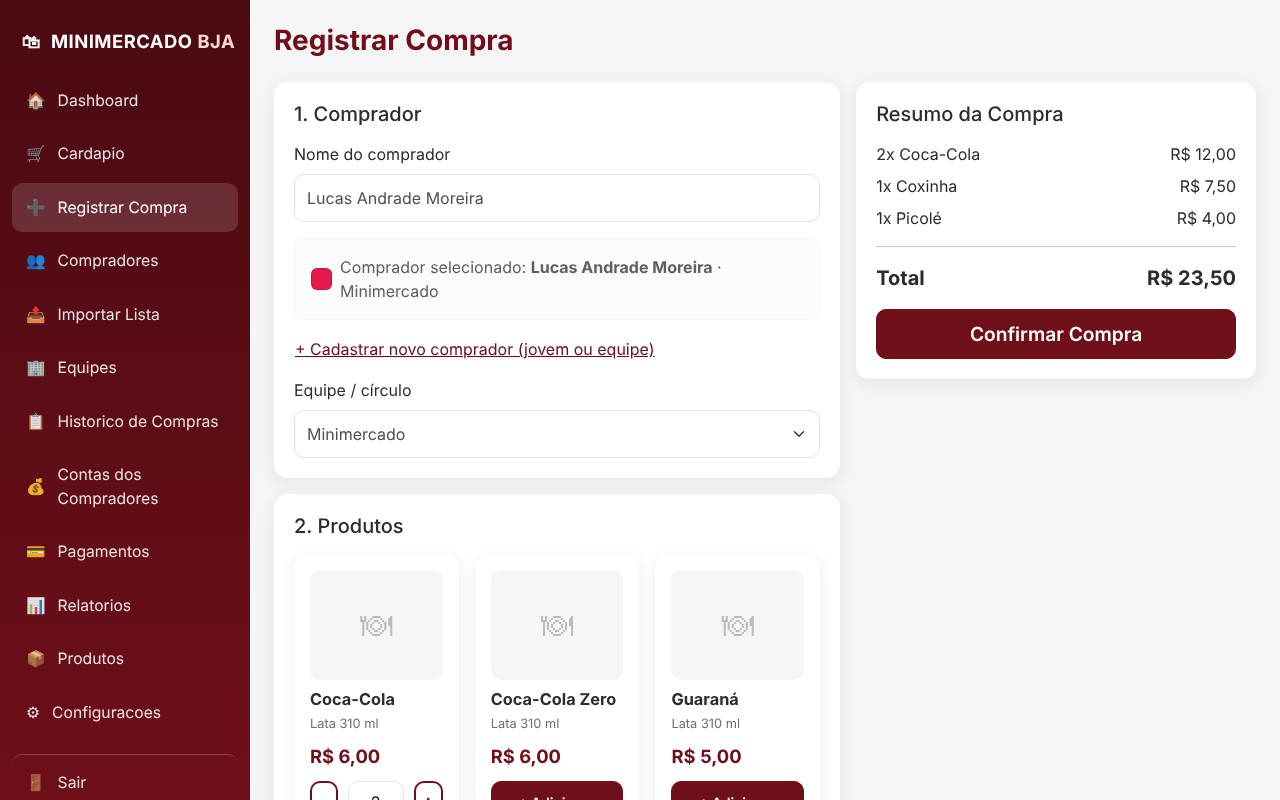 MINIMERCADO BJA
Dashboard
Cardapio
Registrar Compra
Compradores
Importar Lista
Equipes
Historico de Compras
Contas dos
Compradores
Pagamentos
Relatorios
Produtos
Configuracoes
Sair
Registrar Compra
1. Comprador
Nome do comprador
Lucas Andrade Moreira
Comprador selecionado: Lucas Andrade Moreira ·
Minimercado
+ Cadastrar novo comprador (jovem ou equipe)
Equipe / círculo
Minimercado
2. Produtos
Coca-Cola
Lata 310 ml
R$ 6,00
Coca-Cola Zero
Lata 310 ml
R$ 6,00
Guaraná
Lata 310 ml
R$ 5,00
Resumo da Compra
2x Coca-Cola R$ 12,00
1x Coxinha R$ 7,50
1x Picolé R$ 4,00
Total R$ 23,50
Confirmar Compra